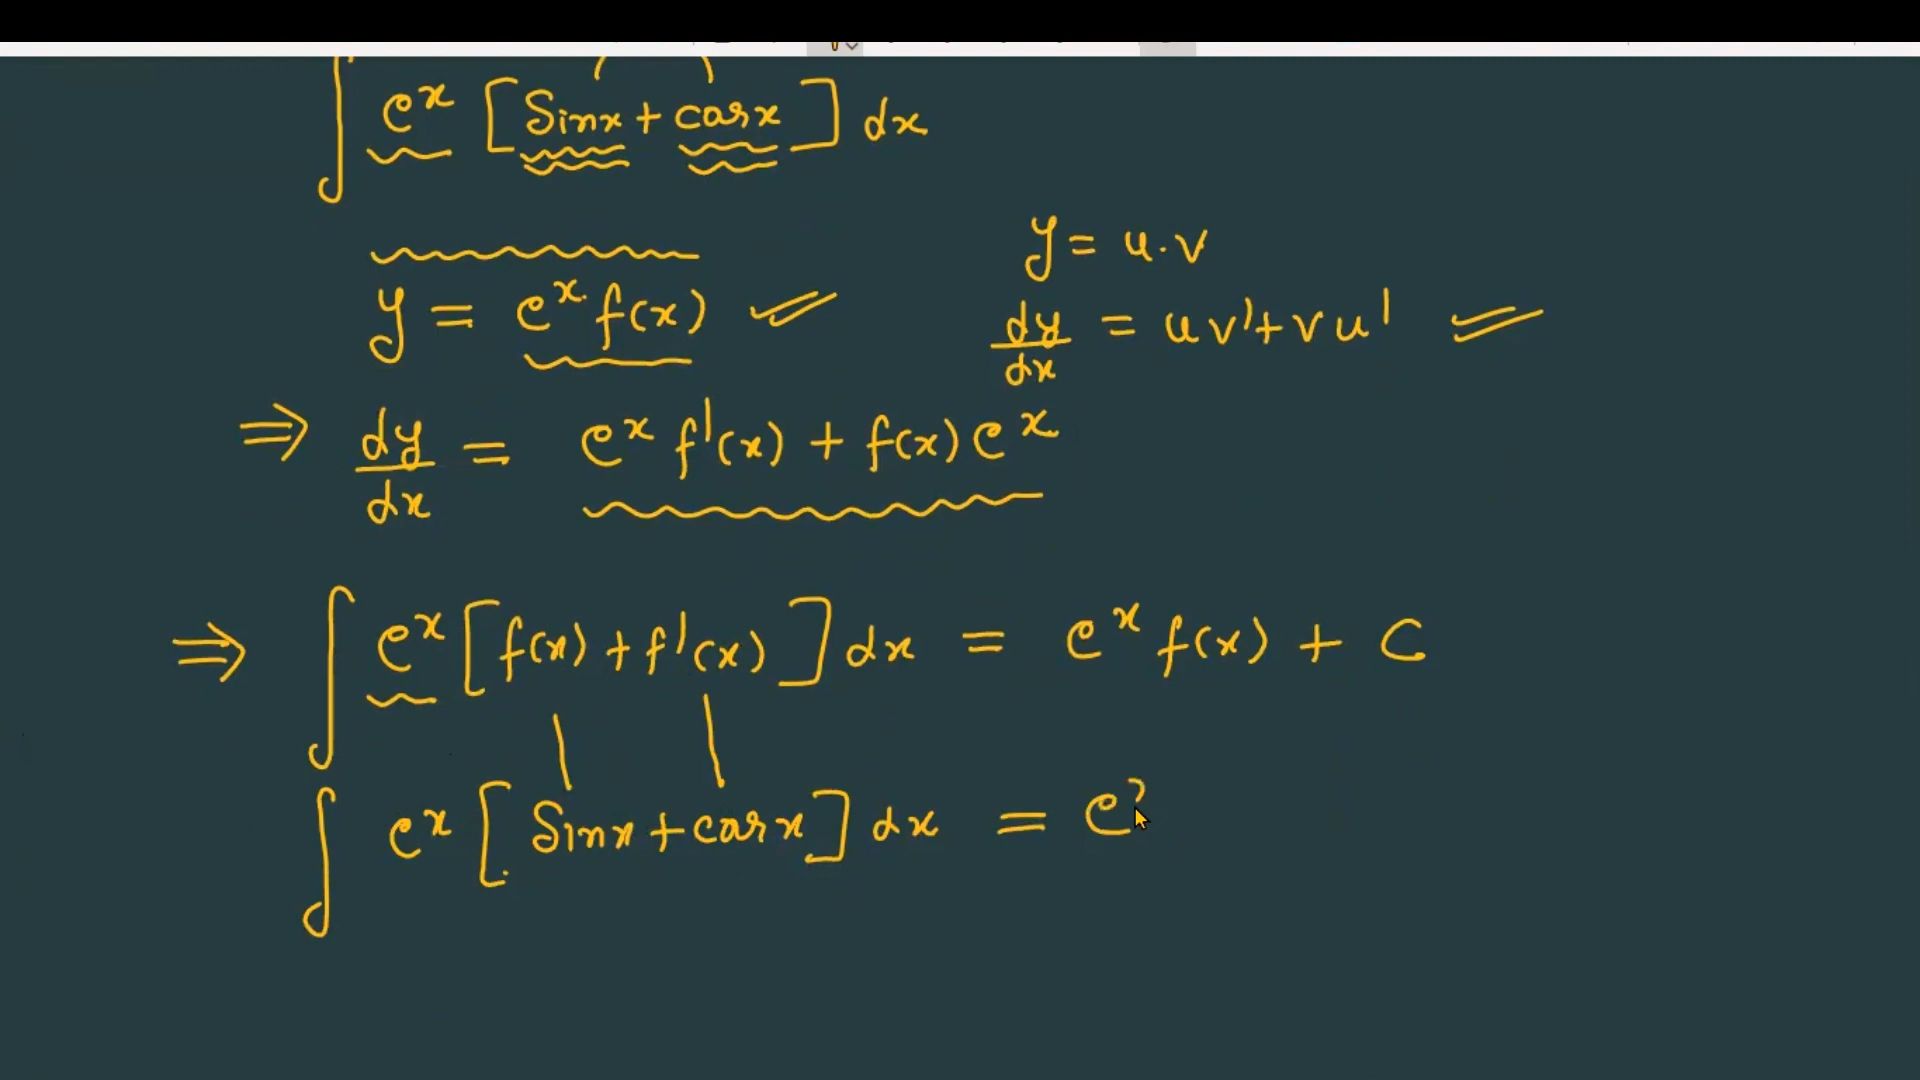 ∫ e^x [Sinx + cosx] dx
y = u.v
y = e^x. f(x)
dy/dx = uv' + vu'
⇒ dy/dx = e^x f'(x) + f(x) e^x
⇒ ∫ e^x [f(x) + f'(x)] dx = e^x f(x) + C
∫ e^x [Sinx + cosx] dx = e